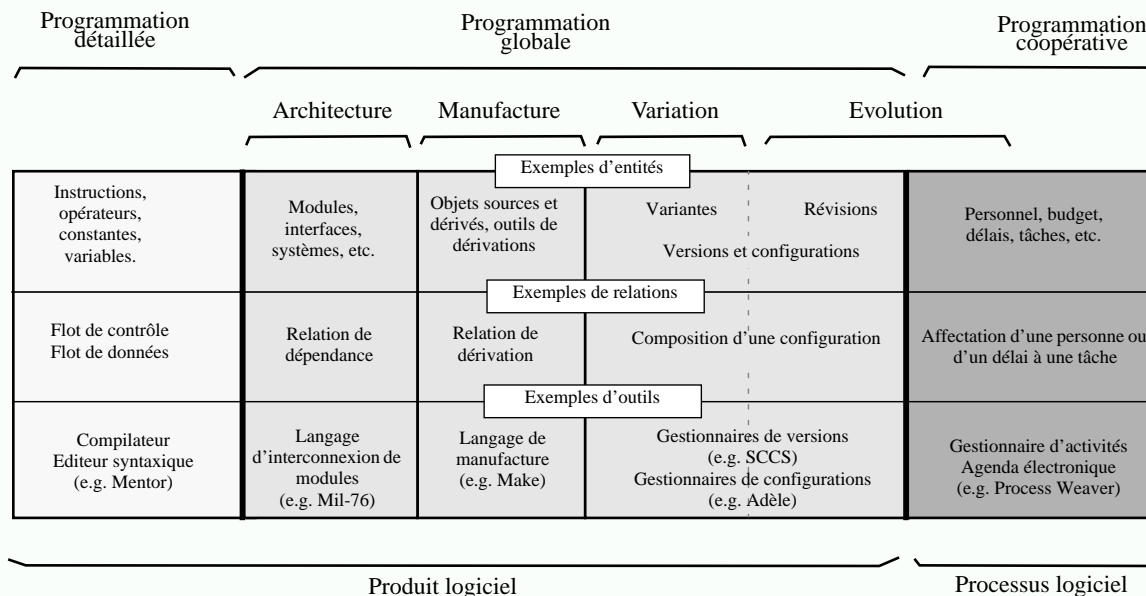 Programmation
détaillée
Programmation
globale
Programmation
coopérative
Architecture
Manufacture
Variation
Evolution
Exemples d'entités
Instructions,
opérateurs,
constantes,
variables.
Modules,
interfaces,
systèmes, etc.
Objets sources et
dérivés, outils de
dérivations
Variantes
Révisions
Versions et configurations
Personnel, budget,
délais, tâches, etc.
Exemples de relations
Flot de contrôle
Flot de données
Relation de
dépendance
Relation de
dérivation
Composition d'une configuration
Affectation d'une personne ou
d'un délai à une tâche
Exemples d'outils
Compilateur
Editeur syntaxique
(e.g. Mentor)
Langage
d'interconnexion de
modules
(e.g. Mil-76)
Langage de
manufacture
(e.g. Make)
Gestionnaires de versions
(e.g. SCCS)
Gestionnaires de configurations
(e.g. Adèle)
Gestionnaire d'activités
Agenda électronique
(e.g. Process Weaver)
Produit logiciel
Processus logiciel